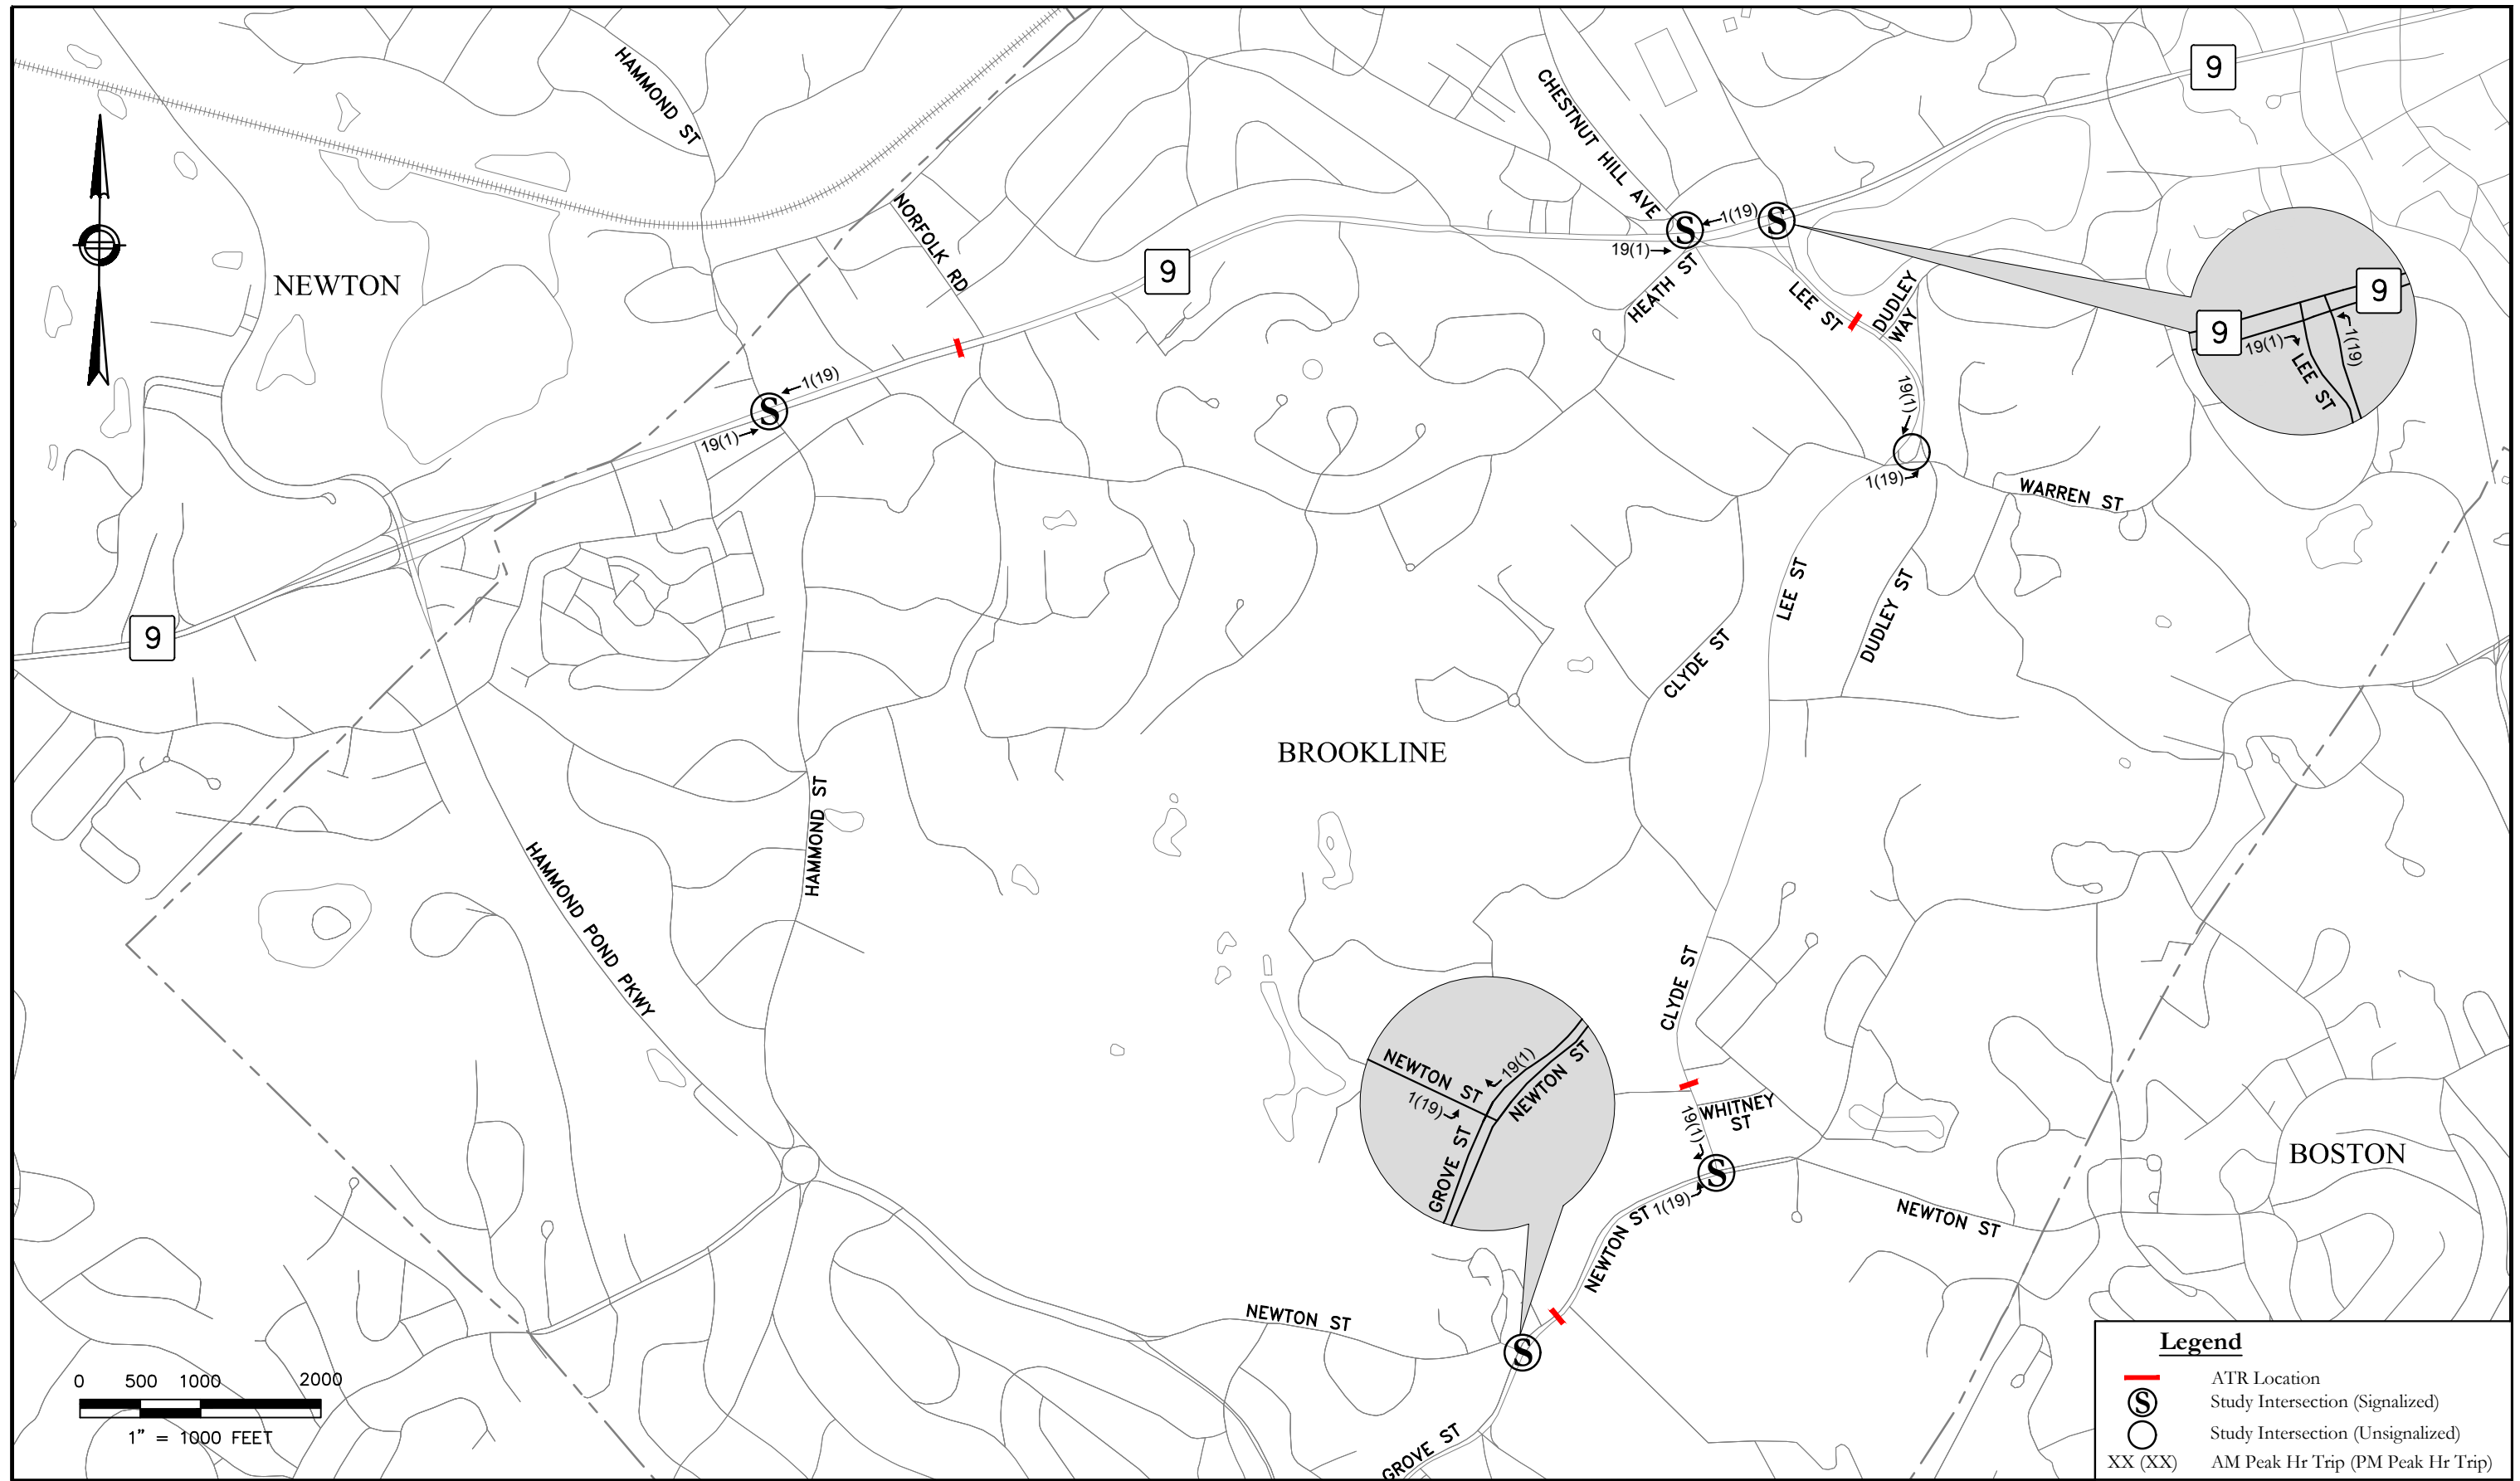 HAMMOND ST
CHESTNUT HILL AVE
9
NORFOLK RD
1(19)
19(1)
9
NEWTON
HEATH ST
LEE ST
DUDLEY
WAY
9
9
19(1)
LEE ST
1(19)
1(19)
19(1)
19(1)
1(19)
WARREN ST
S
S
S
9
LEE ST
DUDLEY ST
CLYDE ST
BROOKLINE
HAMMOND ST
HAMMOND POND PKWY
CLYDE ST
NEWTON ST
19(1)
1(19)
NEWTON ST
GROVE ST
19(1)
WHITNEY
ST
S
1(19)
NEWTON ST
NEWTON ST
BOSTON
NEWTON ST
S
GROVE ST
0 500 1000 2000
1" = 1000 FEET
Legend
ATR Location
S Study Intersection (Signalized)
Study Intersection (Unsignalized)
XX (XX) AM Peak Hr Trip (PM Peak Hr Trip)